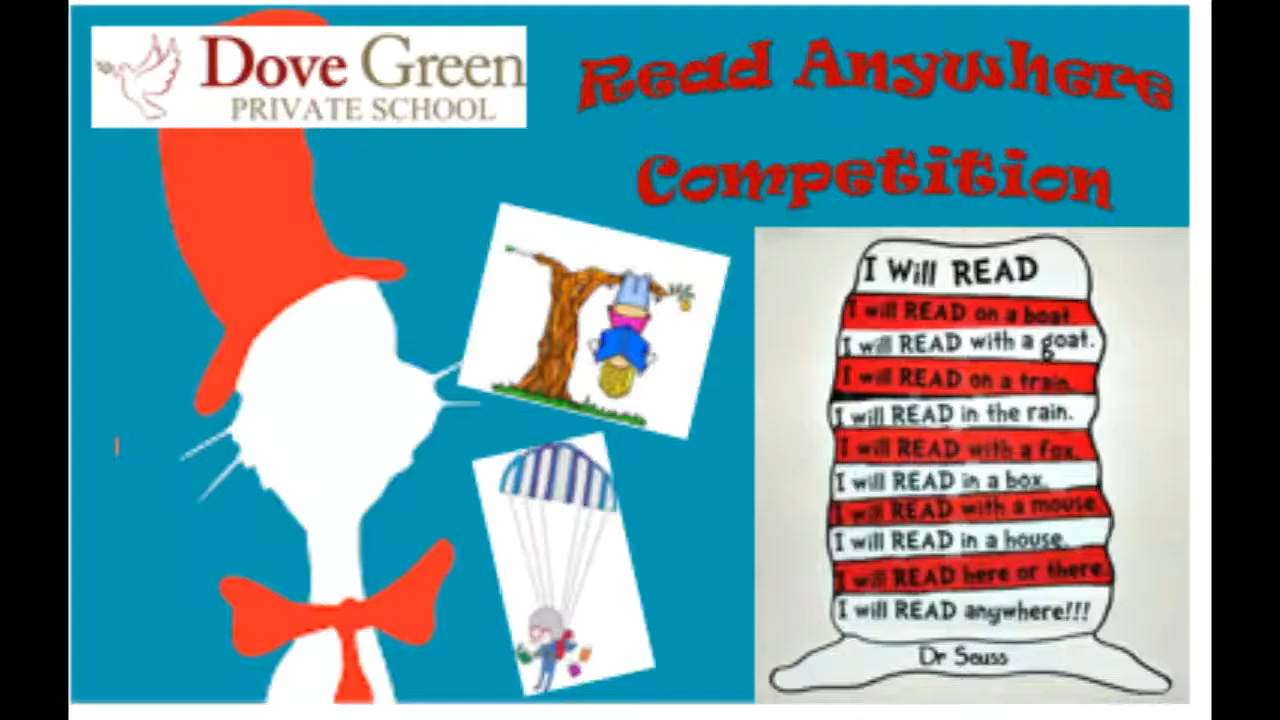 Dove Green
PRIVATE SCHOOL
Read Anywhere
Competition
I Will READ
I will READ on a boat.
I will READ with a goat.
I will READ on a train.
I will READ in the rain.
I will READ with a fox.
I will READ in a box.
I will READ with a mouse.
I will READ in a house.
I will READ here or there.
I will READ anywhere!!!
Dr Seuss